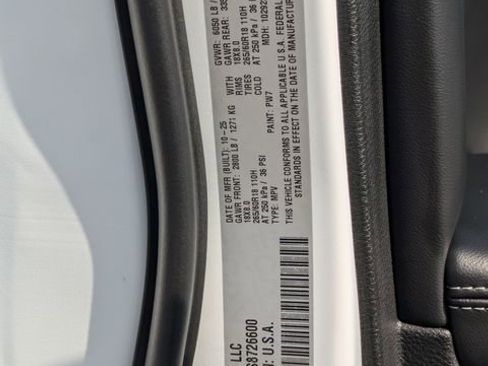 LLC
68726600
: U.S.A.
DATE OF MFR (BUILT): 10-25
GVWR: 6050 LB /
GAWR FRONT: 2800 LB / 1271 KG
WITH
GAWR REAR:
18X8.0
RIMS
18X8.0
265/60R18 110H
TIRES
265/60R18 110H
AT 250 kPa / 36 PSI
COLD
AT 250 kPa / 36
TYPE: MPV
PAINT: PW7
MDH: 10292
THIS VEHICLE CONFORMS TO ALL APPLICABLE U.S.A. FEDERAL
STANDARDS IN EFFECT ON THE DATE OF MANUFACTUR